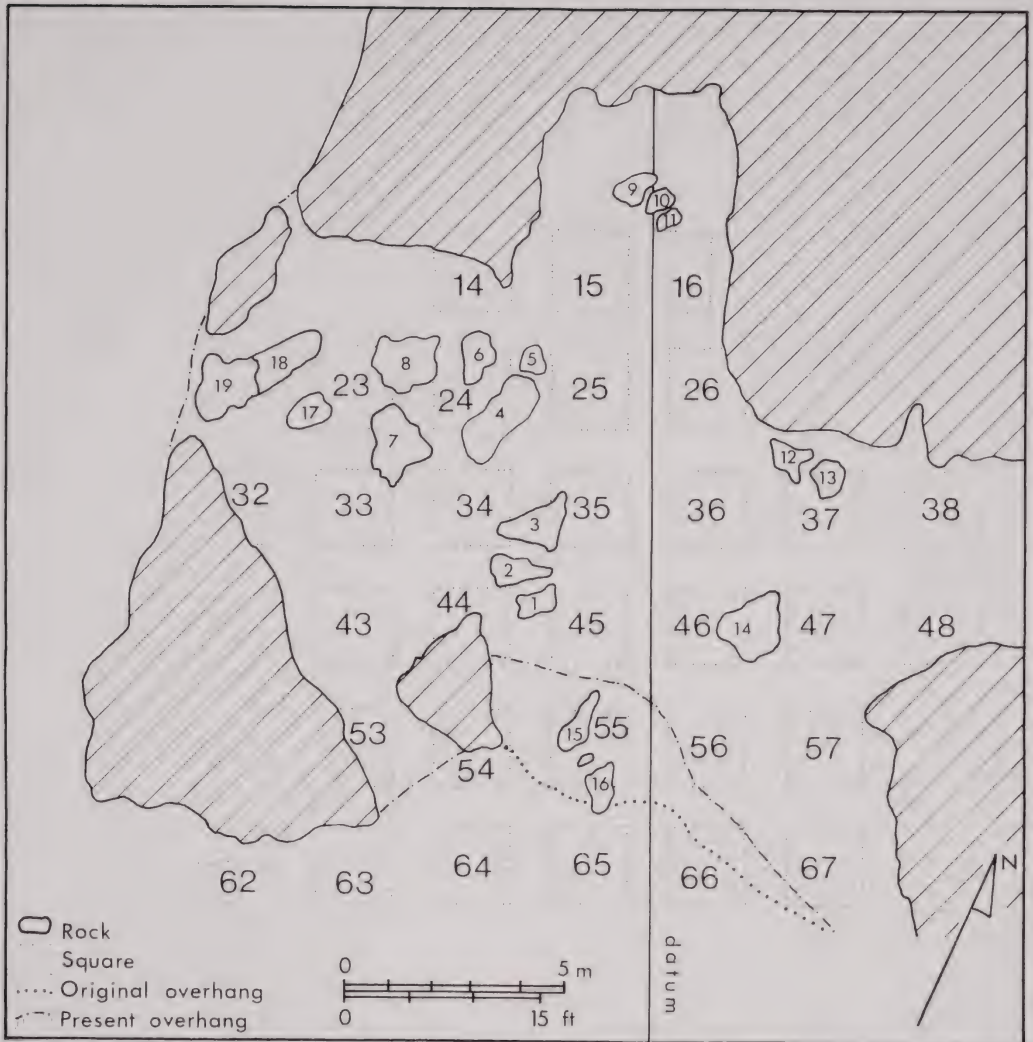 9
10
11
14 15 16
18 8 6 5
19 23 24 25 26
17 7 4
12
13
32 33 34 35 36 37 38
3
2
1
43 44 45 46 14 47 48
53 15 55 56 57
54 16
62 63 64 65 66 67
N
Rock
Square
Original overhang
Present overhang
0 5 m
0 15 ft
datum